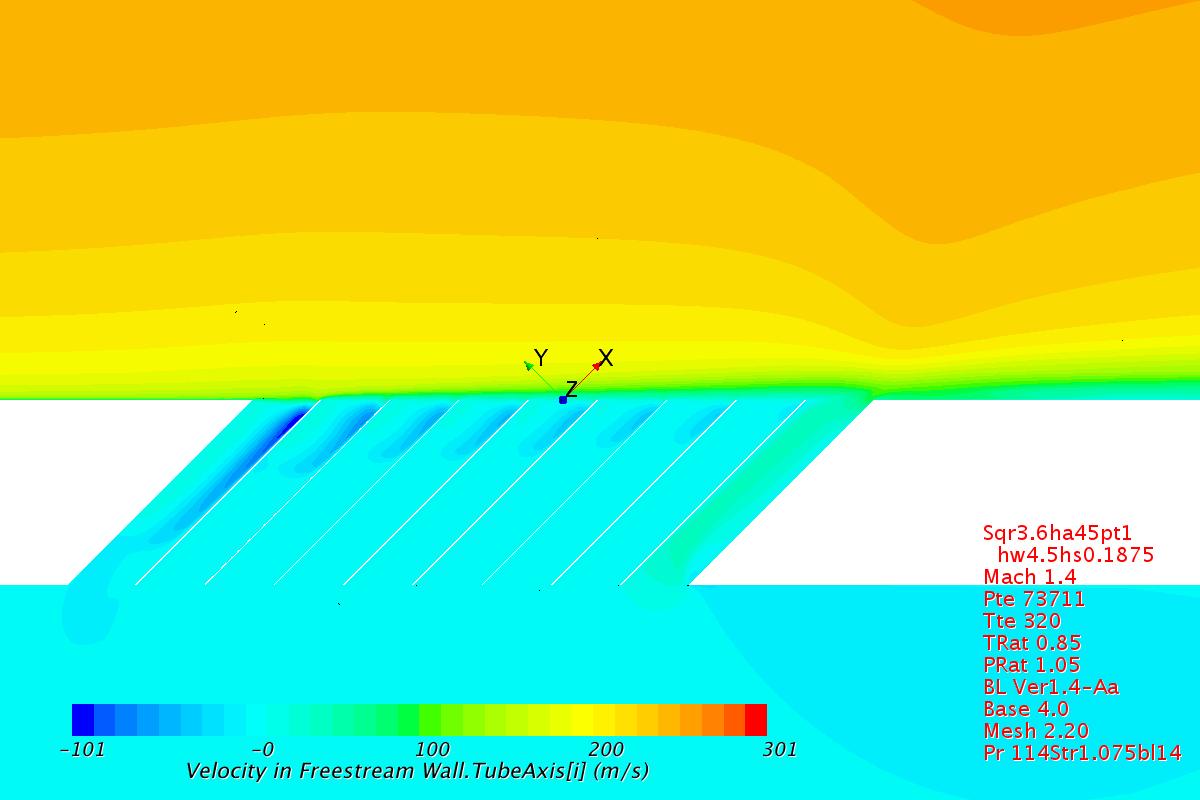 Y X
Z
Sqr3.6ha45pt1
hw4.5hs0.1875
Mach 1.4
Pte 73711
Tte 320
TRat 0.85
PRat 1.05
BL Ver1.4-Aa
Base 4.0
Mesh 2.20
Pr 114Str1.075bl14
-101 -0 100 200 301
Velocity in Freestream Wall.TubeAxis[i] (m/s)